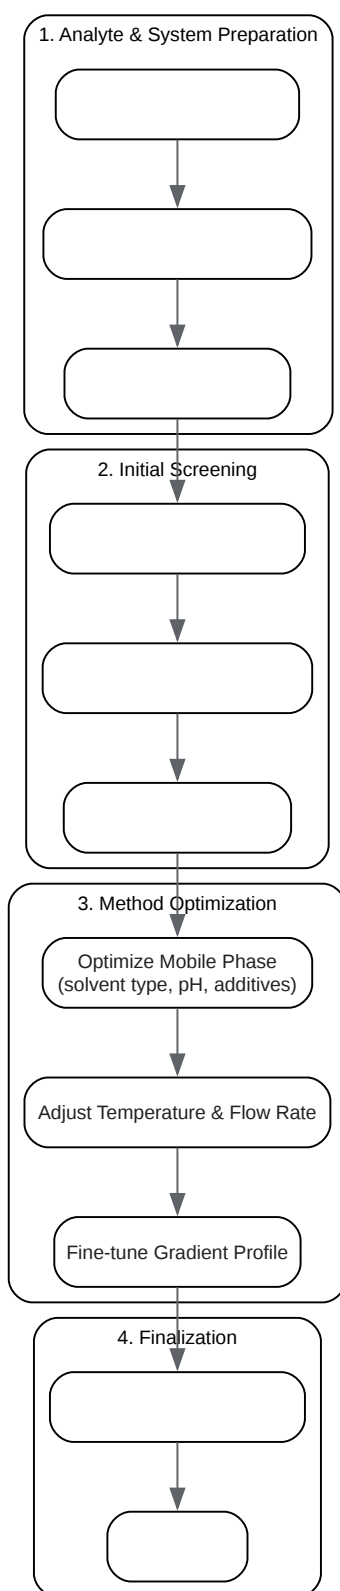 1. Analyte & System Preparation
2. Initial Screening
3. Method Optimization
Optimize Mobile Phase
(solvent type, pH, additives)
Adjust Temperature & Flow Rate
Fine-tune Gradient Profile
4. Finalization